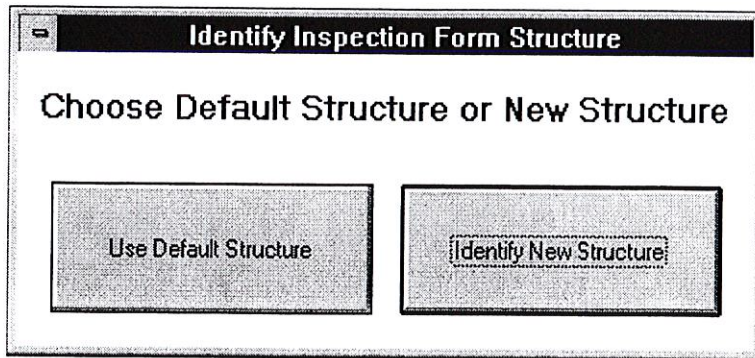 Identify Inspection Form Structure
Choose Default Structure or New Structure
Use Default Structure
Identify New Structure